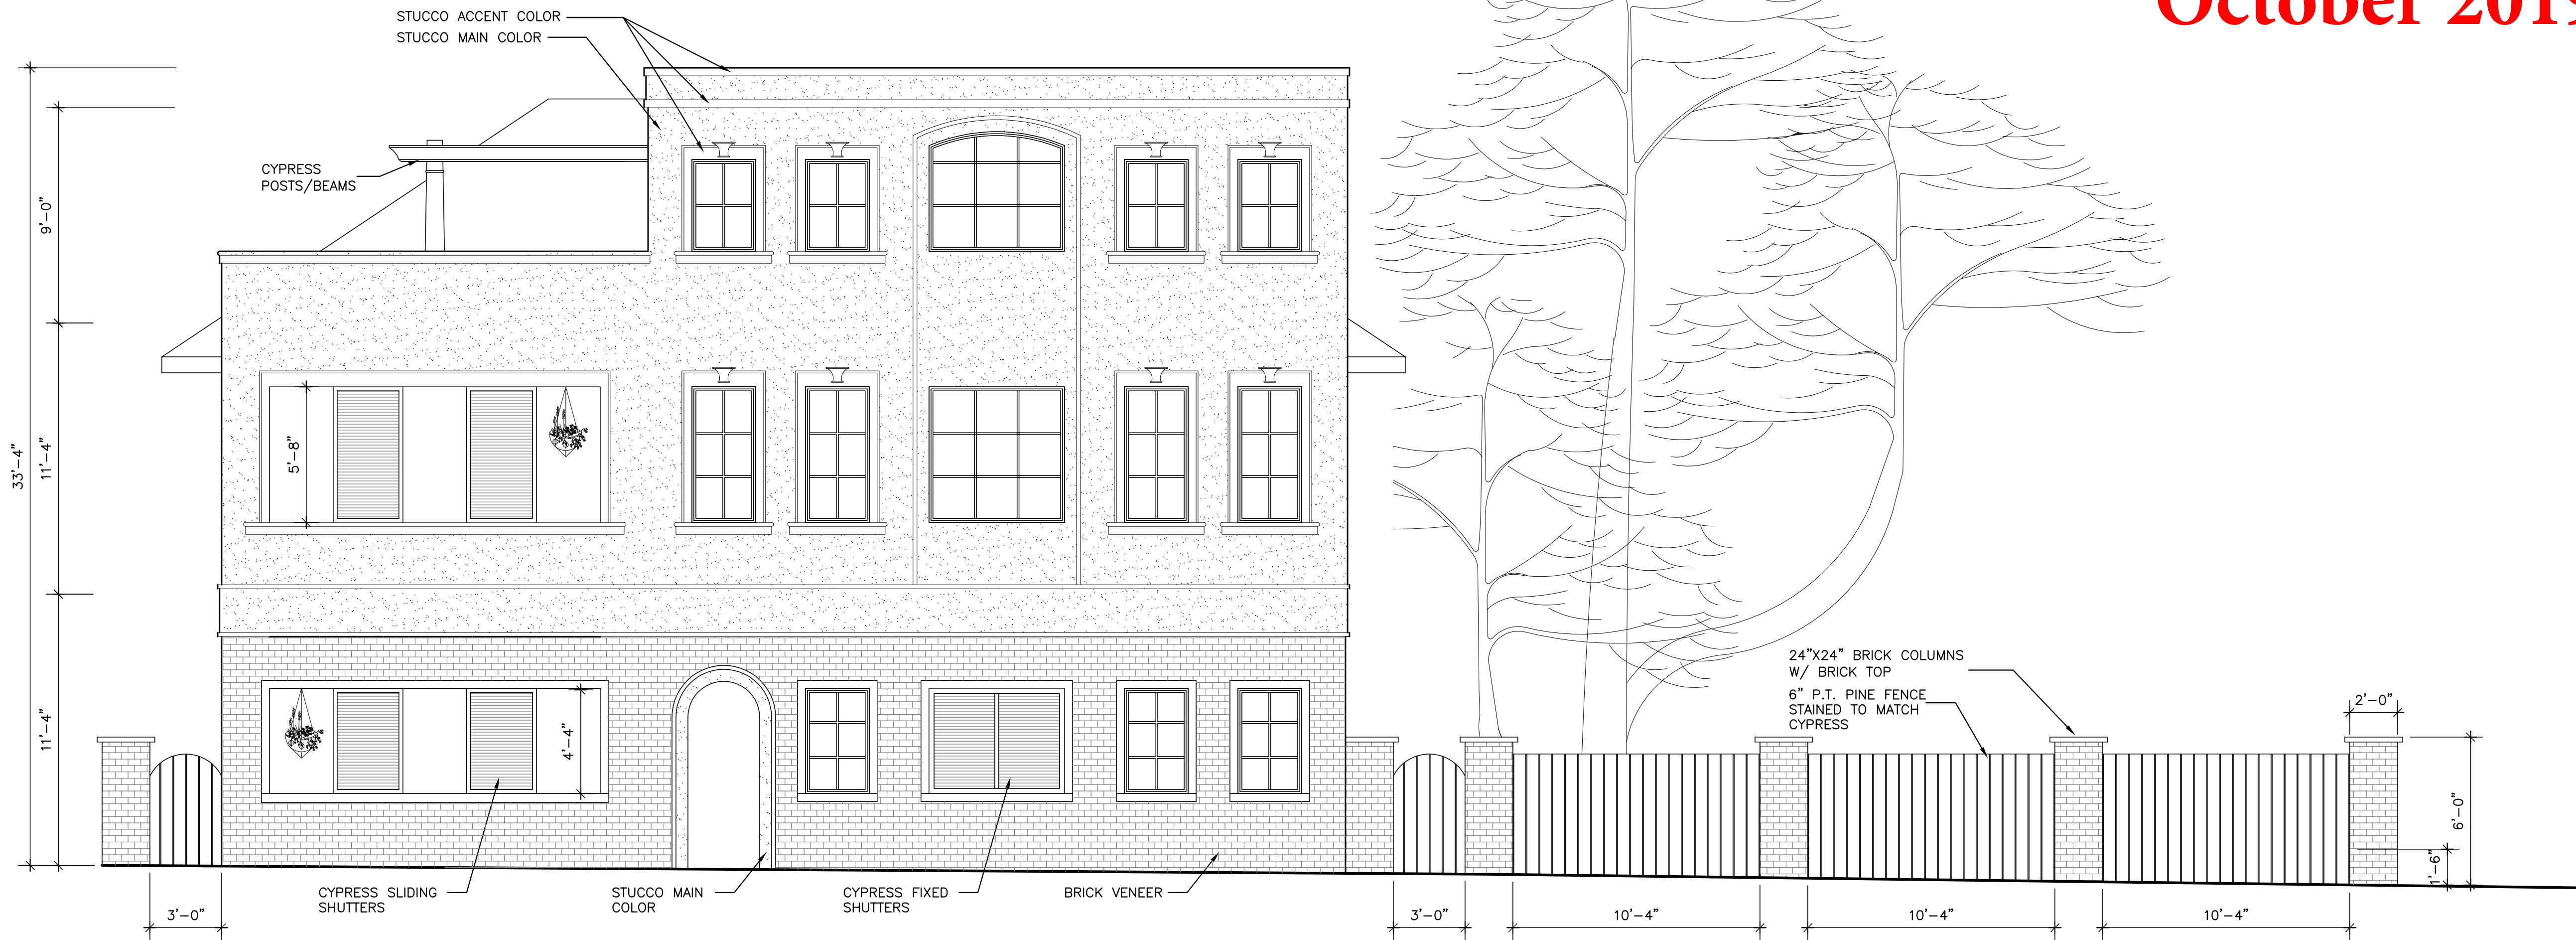 October 2019
STUCCO ACCENT COLOR
STUCCO MAIN COLOR
CYPRESS
POSTS/BEAMS
9'-0"
33'-4"
11'-4"
5'-8"
11'-4"
4'-4"
24"X24" BRICK COLUMNS
W/ BRICK TOP
6" P.T. PINE FENCE
STAINED TO MATCH
CYPRESS
2'-0"
6'-0"
1'-6"
CYPRESS SLIDING
SHUTTERS
STUCCO MAIN
COLOR
CYPRESS FIXED
SHUTTERS
BRICK VENEER
3'-0"
3'-0"
10'-4"
10'-4"
10'-4"